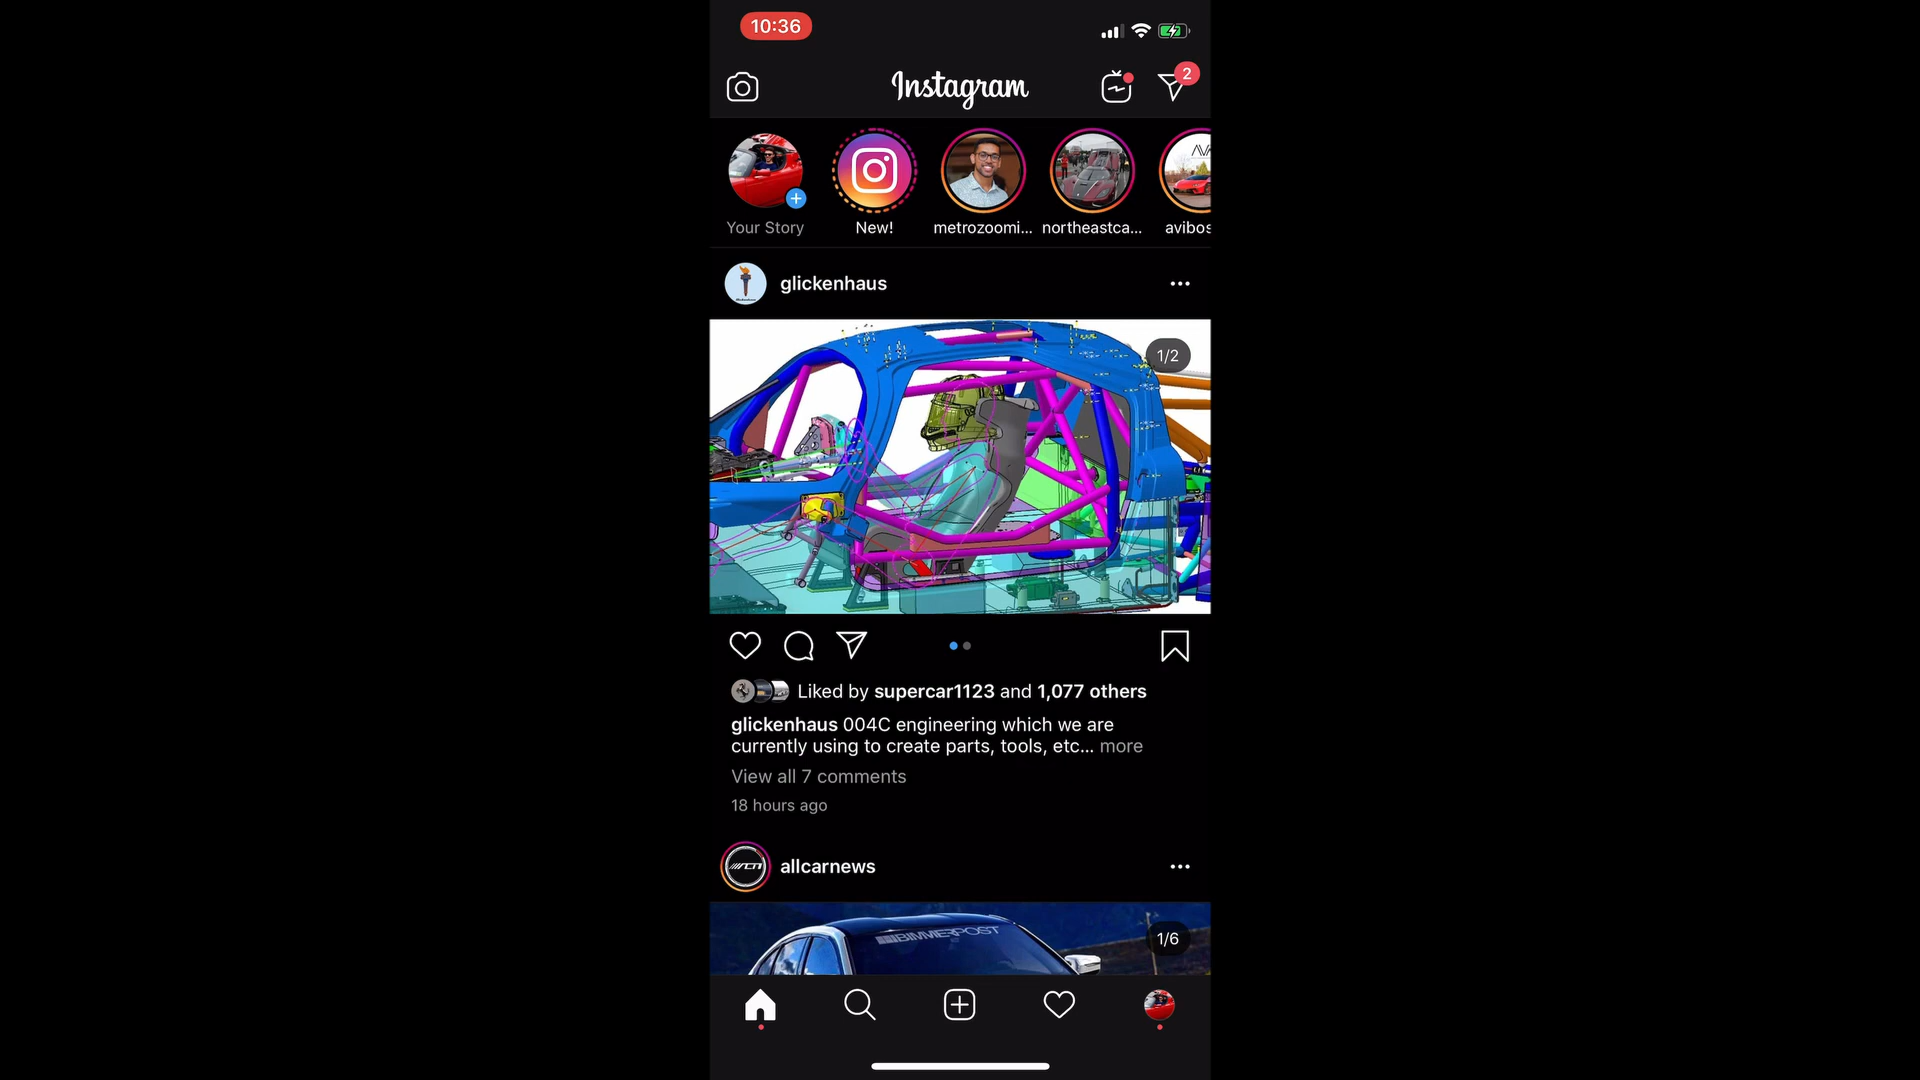 10:36
Instagram
2
Your Story
New!
metrozoomi...
northeastca...
avibos
glickenhaus
1/2
Liked by supercar1123 and 1,077 others
glickenhaus 004C engineering which we are
currently using to create parts, tools, etc... more
View all 7 comments
18 hours ago
allcarnews
BIMMERPOST
1/6